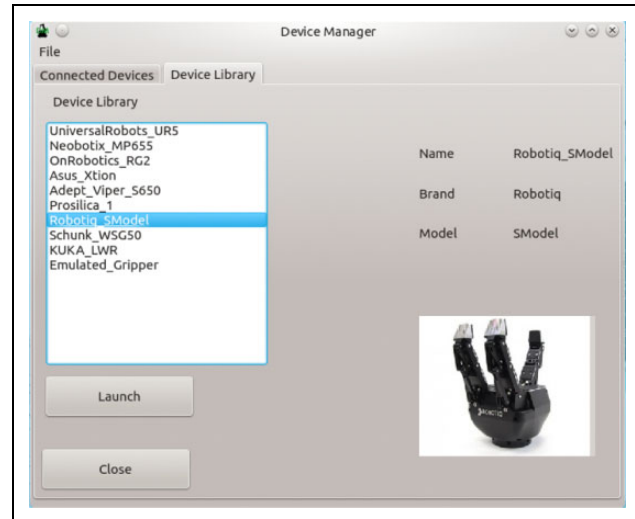 Device Manager
File
Connected Devices
Device Library
Device Library
UniversalRobots_UR5
Neobotix_MP655
OnRobotics_RG2
Asus_Xtion
Adept_Viper_S650
Prosilica_1
Robotiq_SModel
Schunk_WSG50
KUKA_LWR
Emulated_Gripper
Name Robotiq_SModel
Brand Robotiq
Model SModel
ROBOTIQ
Launch
Close